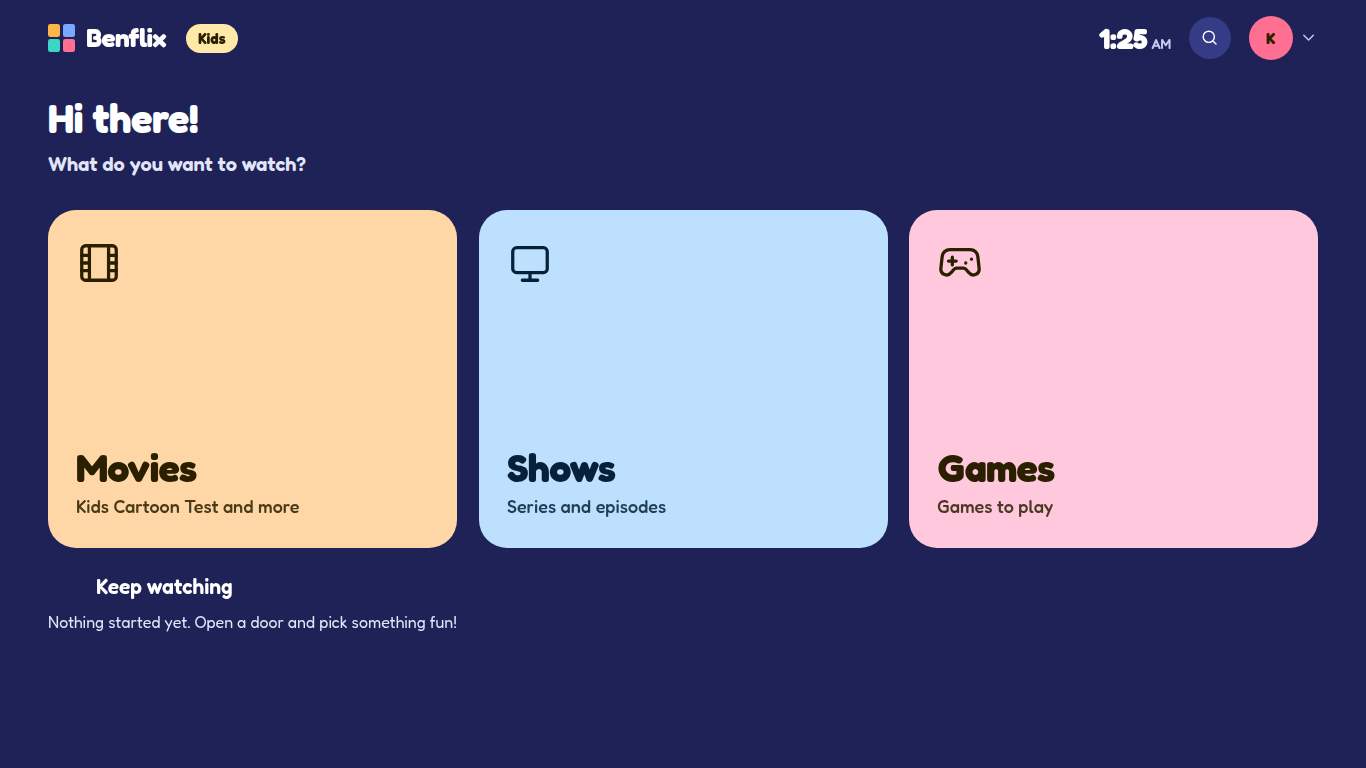 Benflix
Kids
1:25 AM
K
Hi there!
What do you want to watch?
Movies
Kids Cartoon Test and more
Shows
Series and episodes
Games
Games to play
Keep watching
Nothing started yet. Open a door and pick something fun!